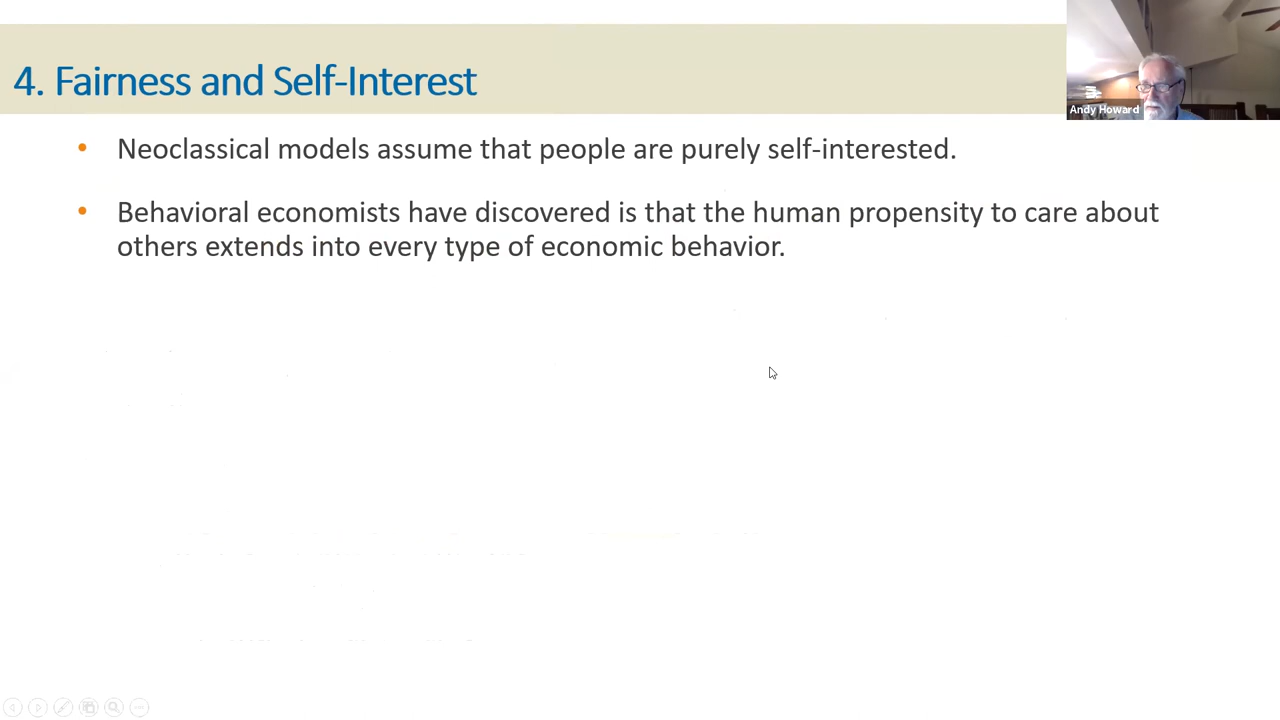 4. Fairness and Self-Interest
Andy Howard
• Neoclassical models assume that people are purely self-interested.
• Behavioral economists have discovered is that the human propensity to care about
others extends into every type of economic behavior.